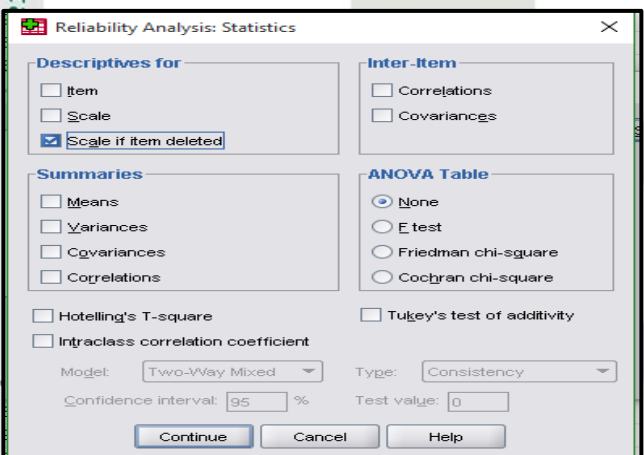 Reliability Analysis: Statistics
Descriptives for
Item
Scale
Scale if item deleted
Inter-Item
Correlations
Covariances
Summaries
Means
Variances
Covariances
Correlations
ANOVA Table
None
F test
Friedman chi-square
Cochran chi-square
Hotelling's T-square
Tukey's test of additivity
Intraclass correlation coefficient
Model: Two-Way Mixed Type: Consistency
Confidence interval: 95 % Test value: 0
Continue Cancel Help